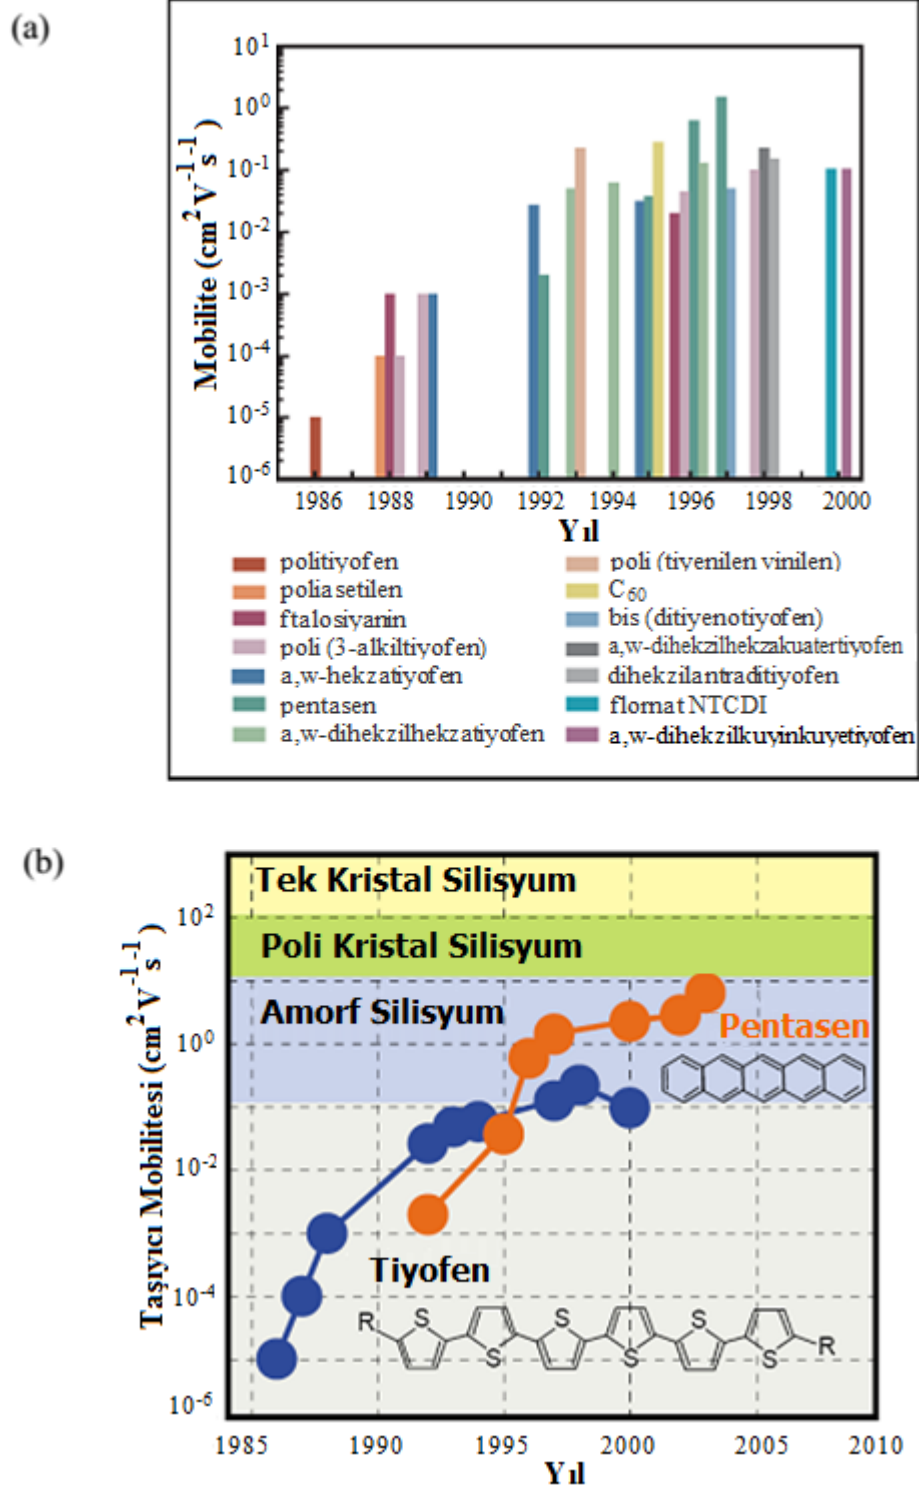 (a)
10¹
10⁰
10⁻¹
10⁻²
10⁻³
10⁻⁴
10⁻⁵
10⁻⁶
Mobilite (cm²V⁻¹s⁻¹)
1986 1988 1990 1992 1994 1996 1998 2000
Yıl
politiyofen
poliasetilen
ftalosiyanin
poli (3-alkiltiyofen)
a,w-hekzatiyofen
pentasen
a,w-dihekzilhekzatiyofen
poli (tiyenilen vinilen)
C₆₀
bis (ditiyenotiyofen)
a,w-dihekzilhekzakuatertiyofen
dihekzilantraditiyofen
flornat NTCDI
a,w-dihekzilkuyinkuyetiyofen
(b)
Tek Kristal Silisyum
Poli Kristal Silisyum
Amorf Silisyum
Pentasen
Tiyofen
R S S S S S S R
10²
10⁰
10⁻²
10⁻⁴
10⁻⁶
Taşıyıcı Mobilitesi (cm²V⁻¹s⁻¹)
1985 1990 1995 2000 2005 2010
Yıl